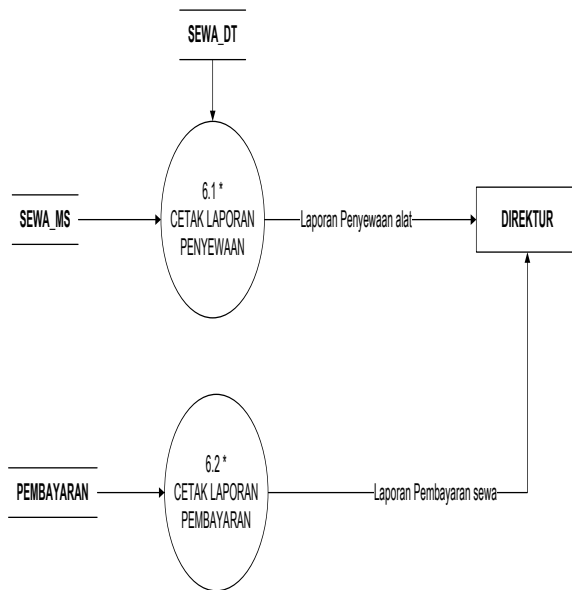 SEWA_DT
6.1 *
CETAK LAPORAN
PENYEWAAN
SEWA_MS
Laporan Penyewaan alat
DIREKTUR
6.2 *
CETAK LAPORAN
PEMBAYARAN
PEMBAYARAN
Laporan Pembayaran sewa